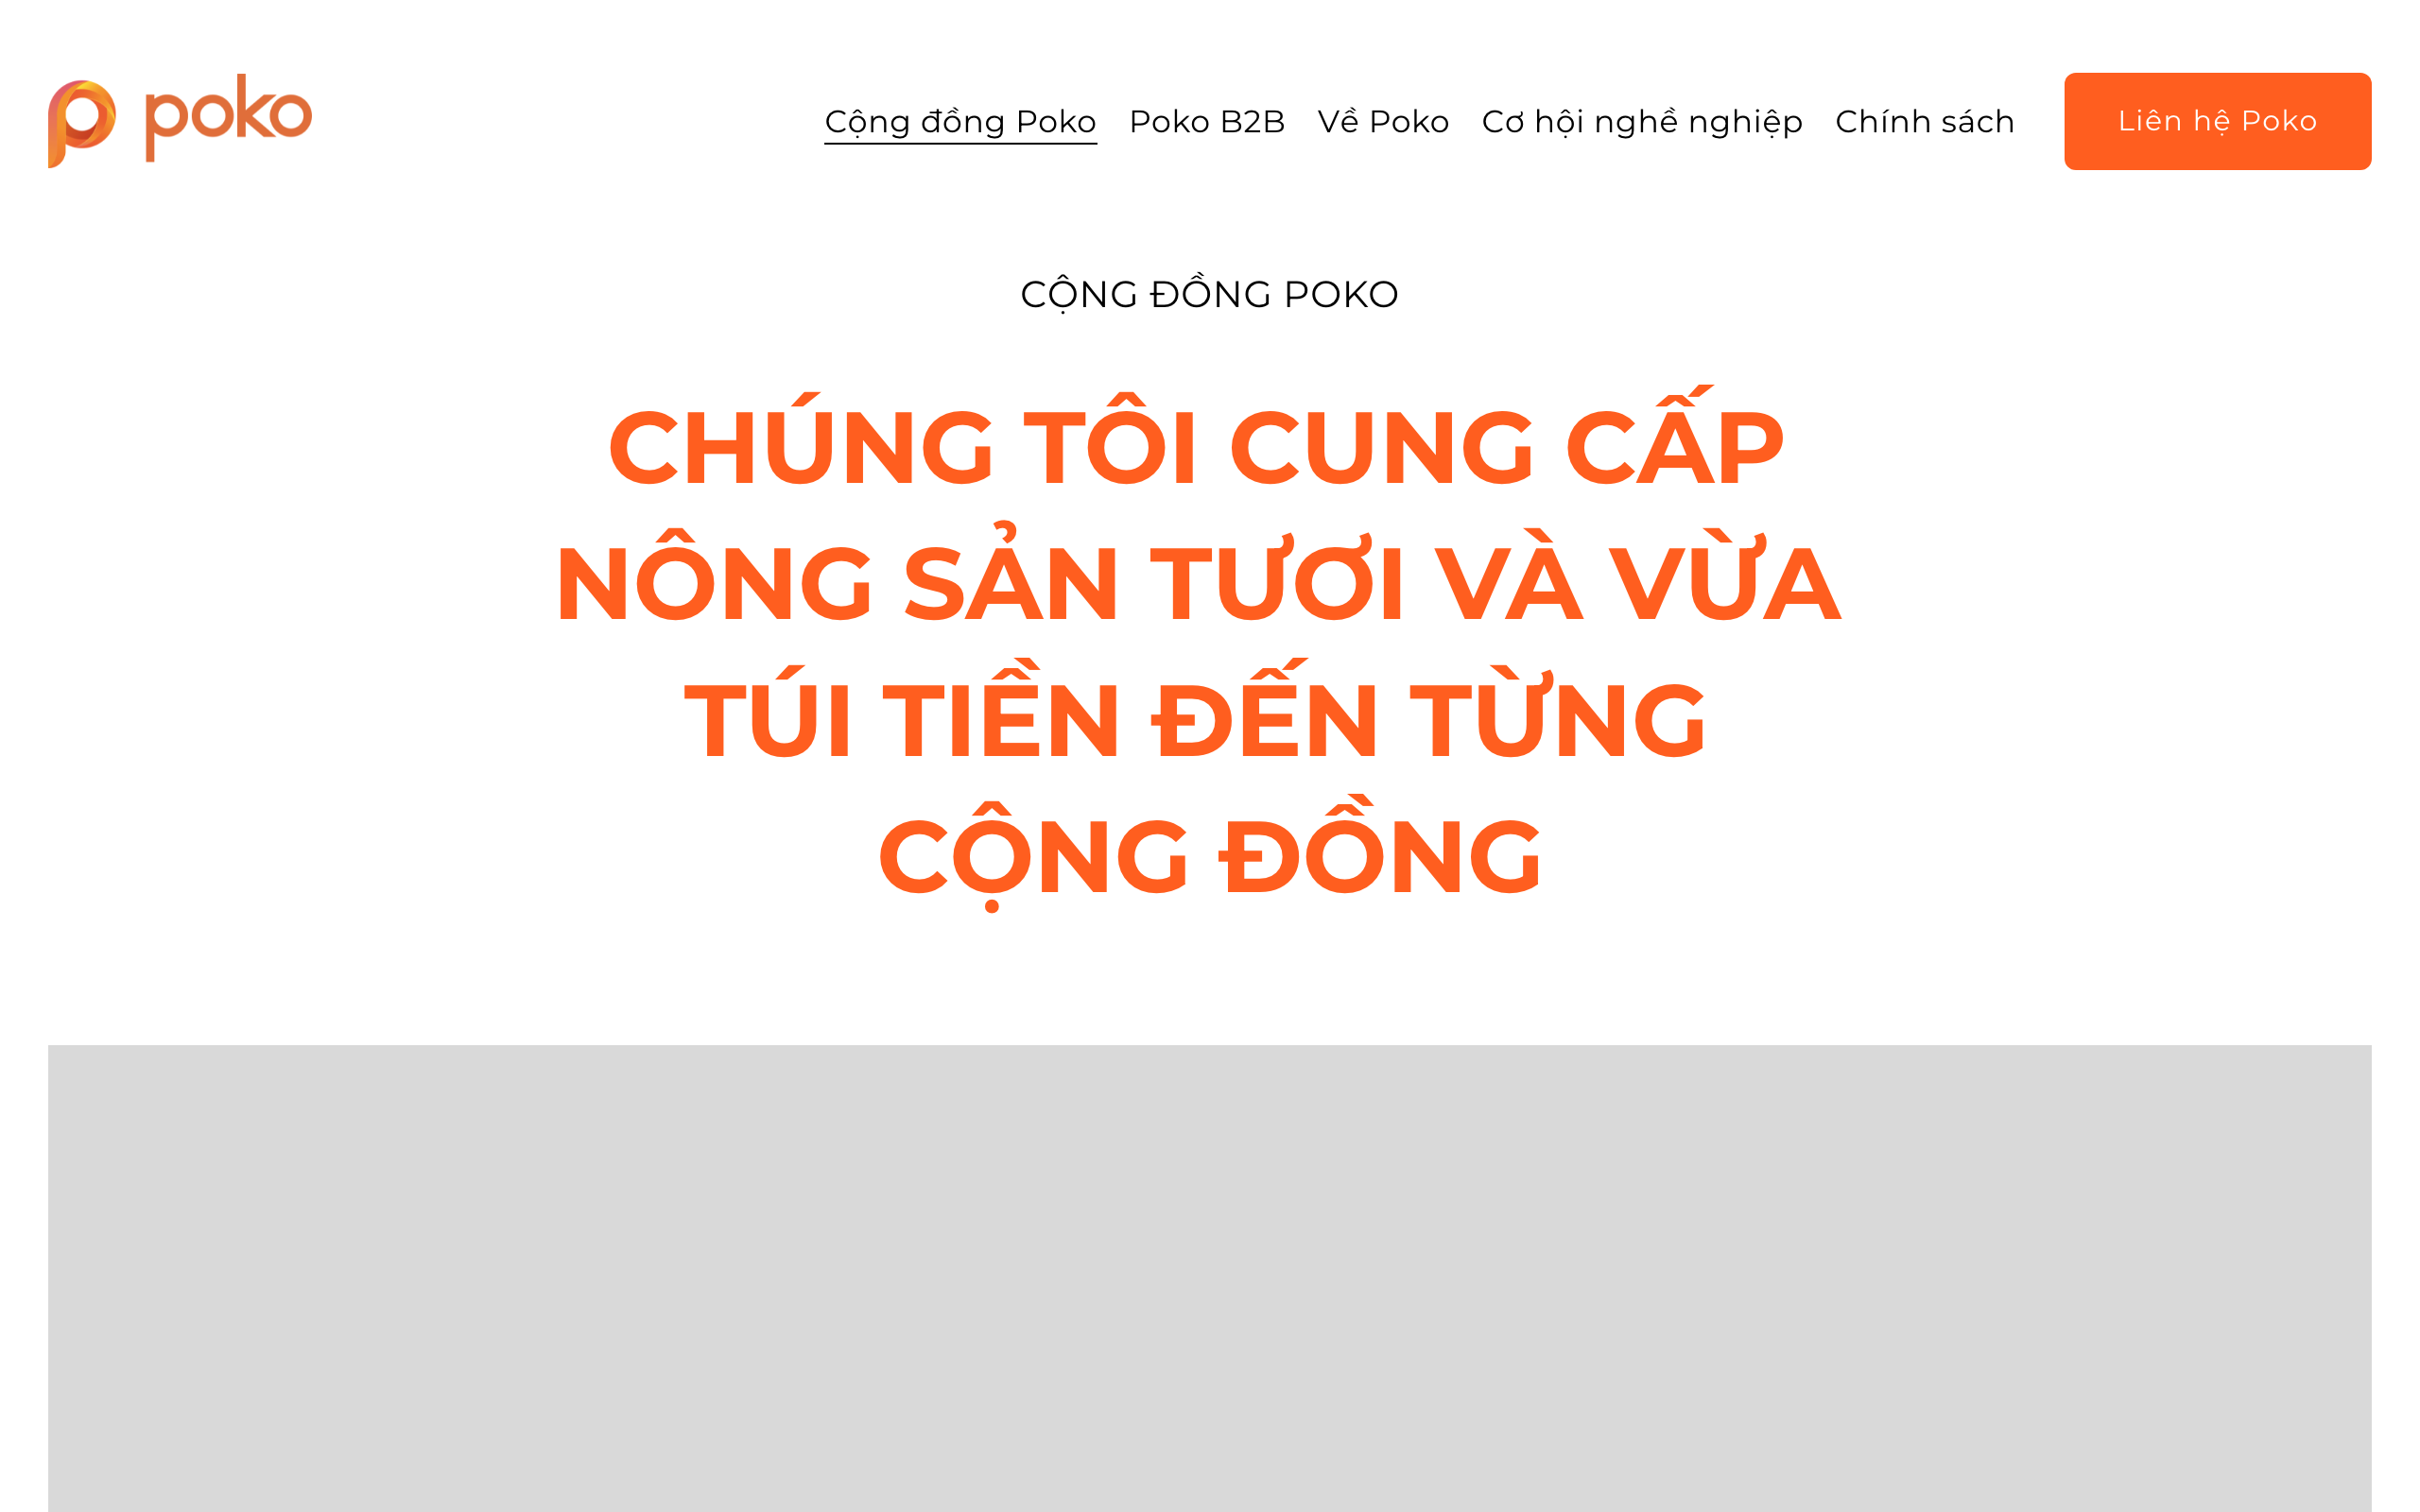 poko
Cộng đồng Poko
Poko B2B
Về Poko
Cơ hội nghề nghiệp
Chính sách
Liên hệ Poko
CỘNG ĐỒNG POKO
CHÚNG TÔI CUNG CẤP
NÔNG SẢN TƯƠI VÀ VỪA
TÚI TIỀN ĐẾN TỪNG
CỘNG ĐỒNG